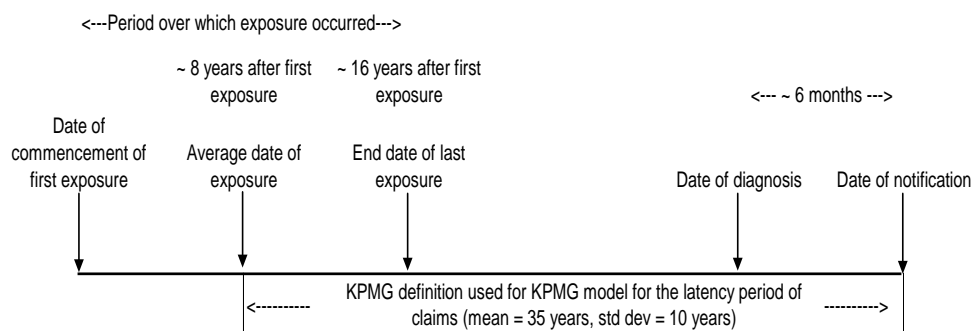 <---Period over which exposure occurred--->
~ 8 years after first
exposure
~ 16 years after first
exposure
<--- ~ 6 months --->
Date of
commencement of
first exposure
Average date of
exposure
End date of last
exposure
Date of diagnosis
Date of notification
<---------- KPMG definition used for KPMG model for the latency period of ---------->
claims (mean = 35 years, std dev = 10 years)